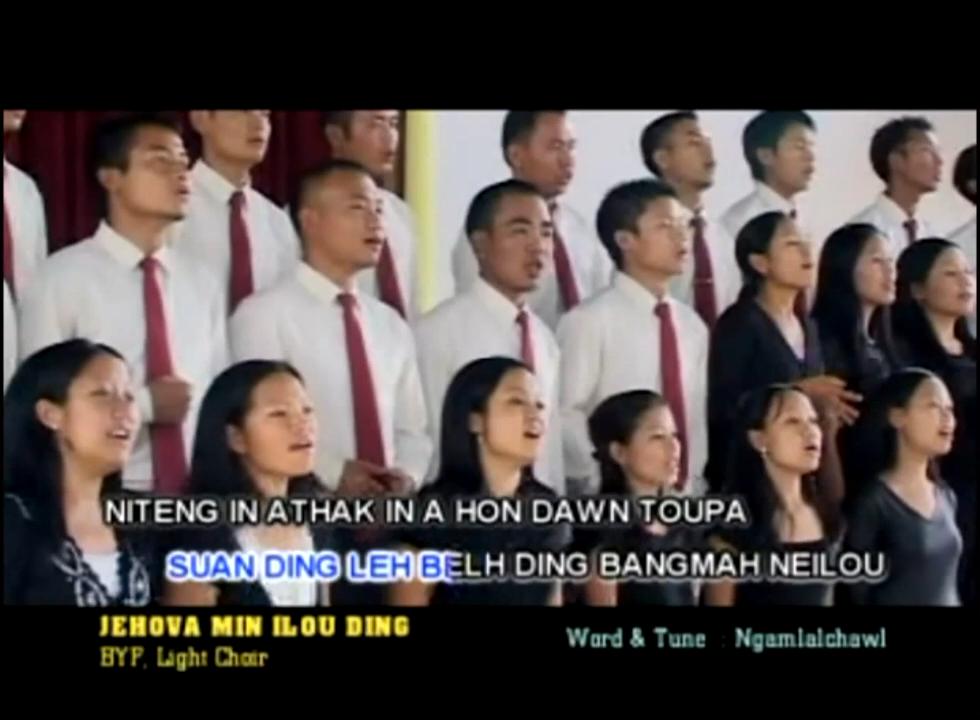 NITENG IN ATHAK IN A HON DAWN TOUPA
SUAN DING LEH BELH DING BANGMAH NEILOU
JEHOVA MIN ILOU DING
BYF, Light Choir
Word & Tune : Ngamlalchawl